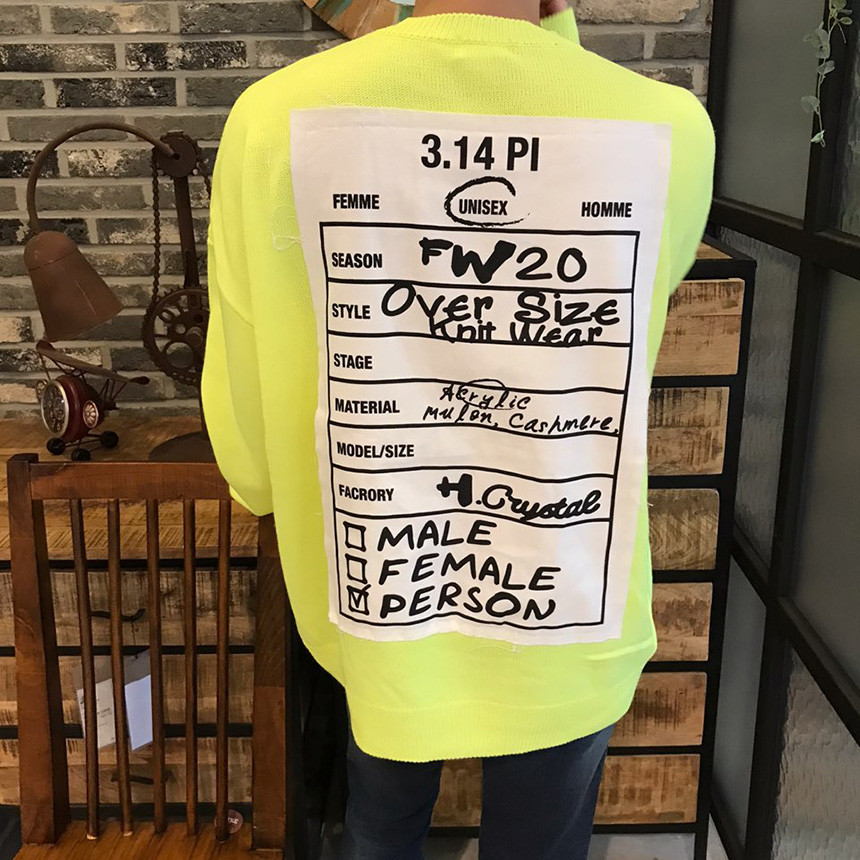 3.14 PI
FEMME UNISEX HOMME
SEASON FW20
STYLE Over Size
Knit Wear
STAGE
MATERIAL Acrylic
Mulon, Cashmere,
MODEL/SIZE
FACRORY H.Crystal
MALE
FEMALE
PERSON